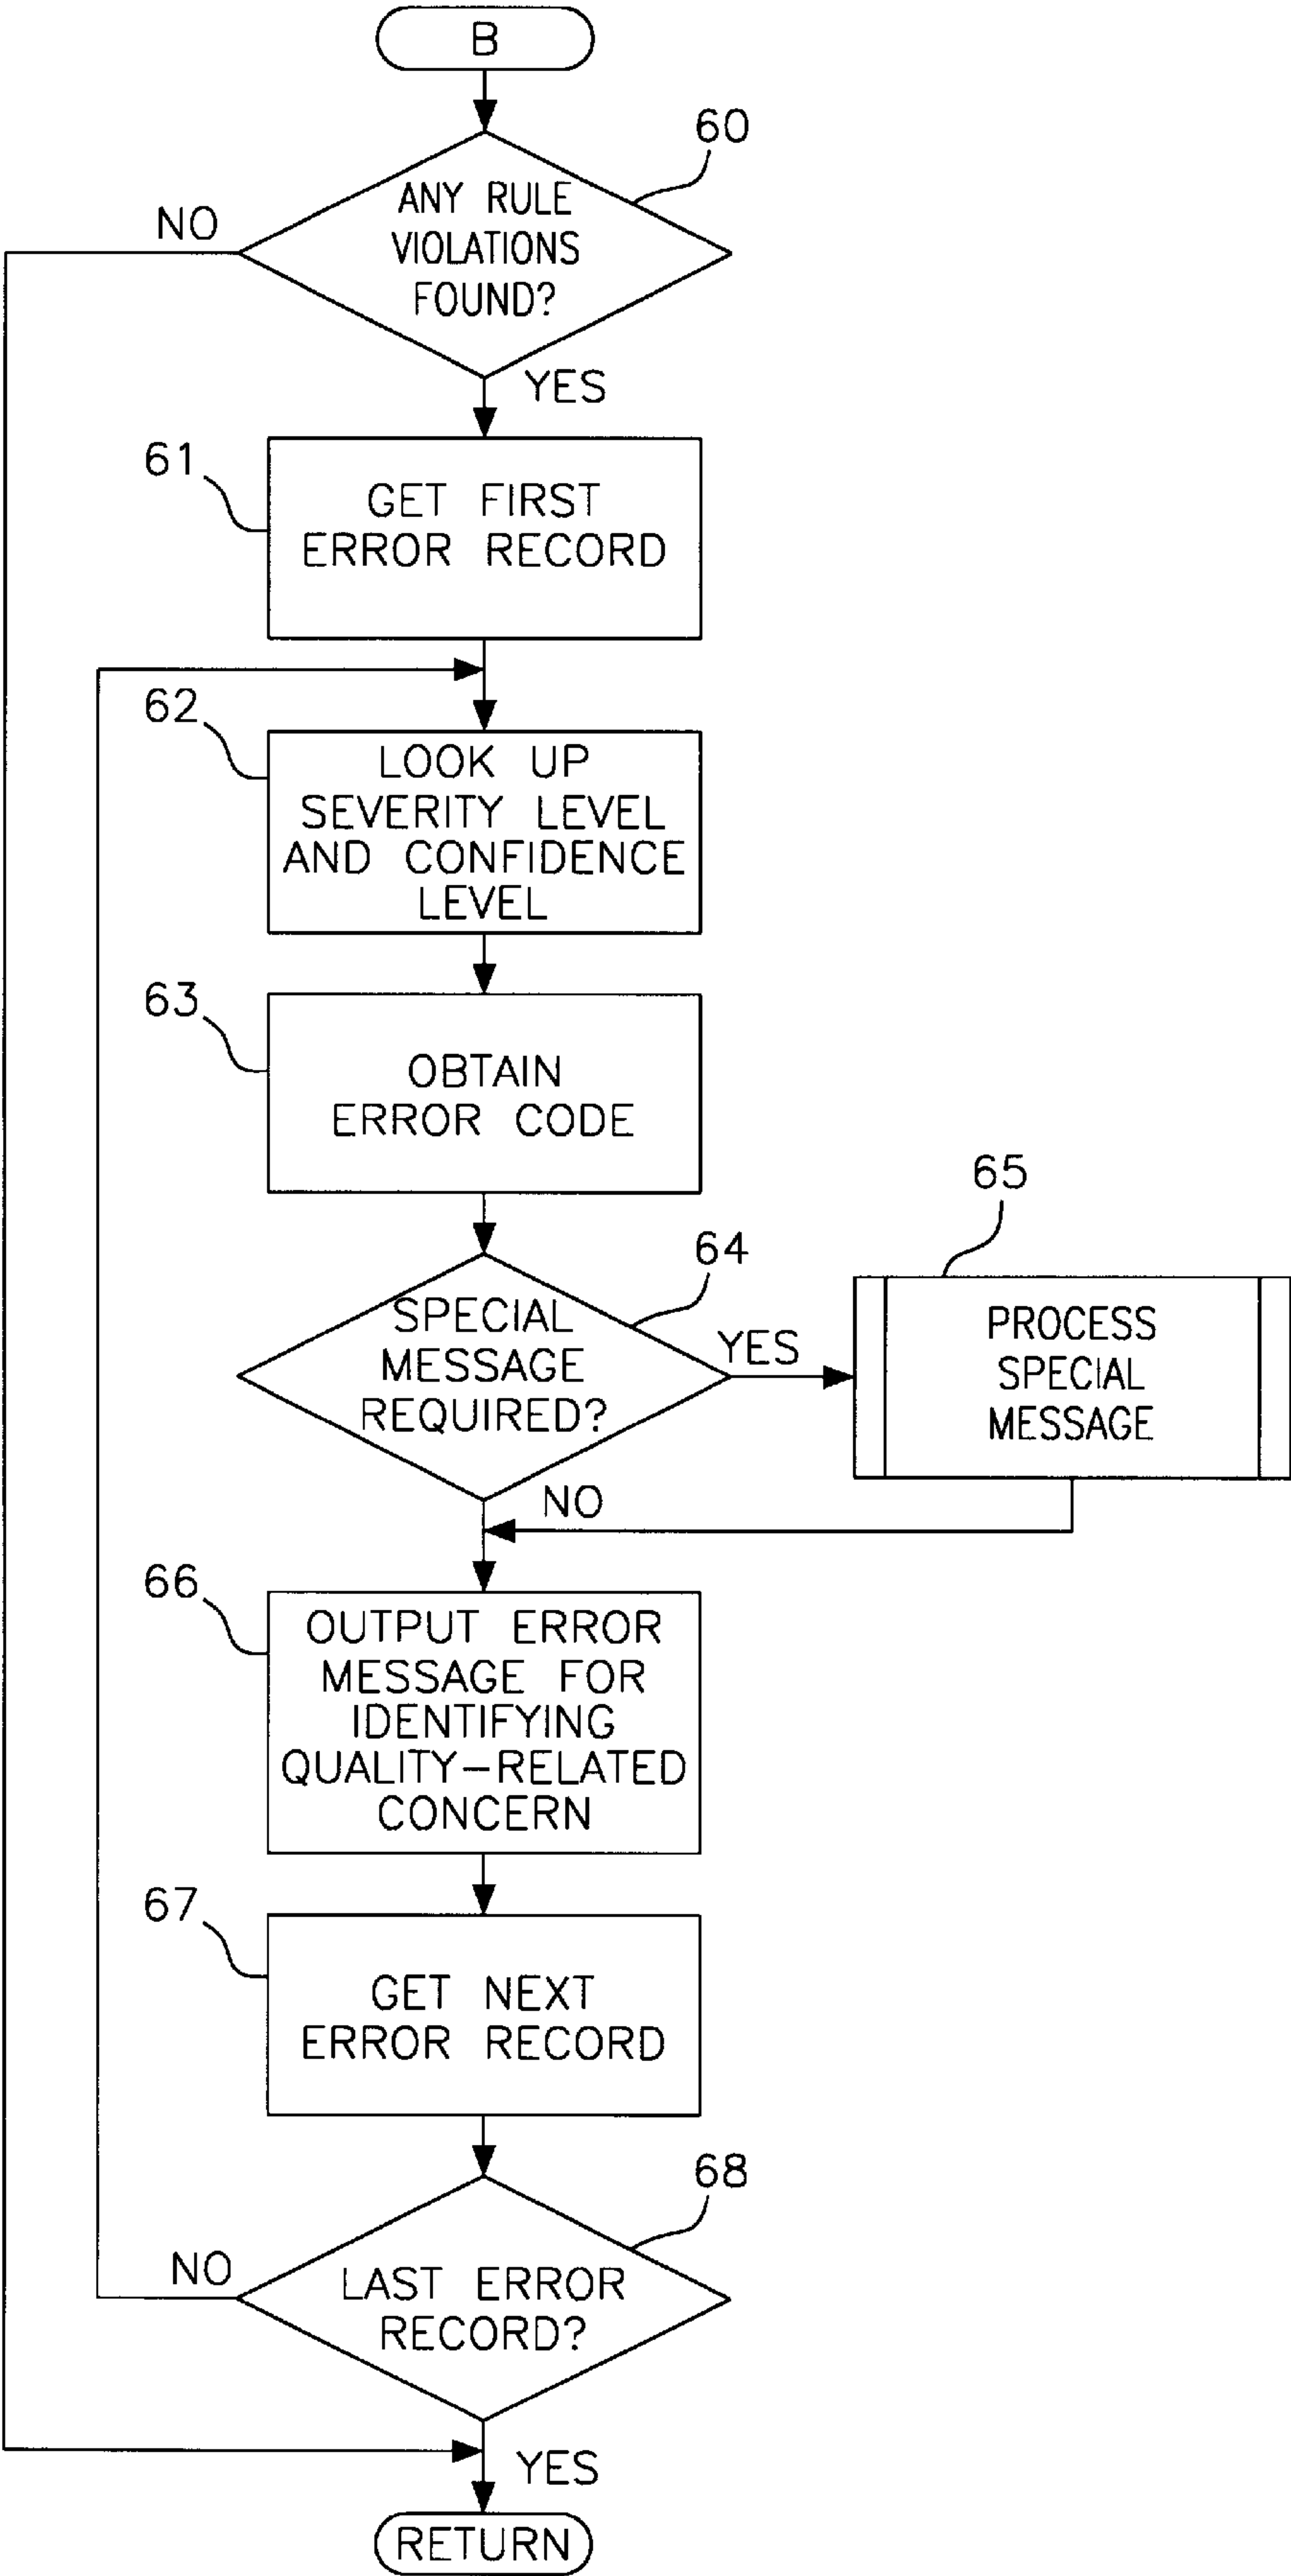 B
60
ANY RULE
VIOLATIONS
FOUND?
NO
YES
61
GET FIRST
ERROR RECORD
62
LOOK UP
SEVERITY LEVEL
AND CONFIDENCE
LEVEL
63
OBTAIN
ERROR CODE
64
SPECIAL
MESSAGE
REQUIRED?
YES
65
PROCESS
SPECIAL
MESSAGE
NO
66
OUTPUT ERROR
MESSAGE FOR
IDENTIFYING
QUALITY-RELATED
CONCERN
67
GET NEXT
ERROR RECORD
68
NO
LAST ERROR
RECORD?
YES
RETURN